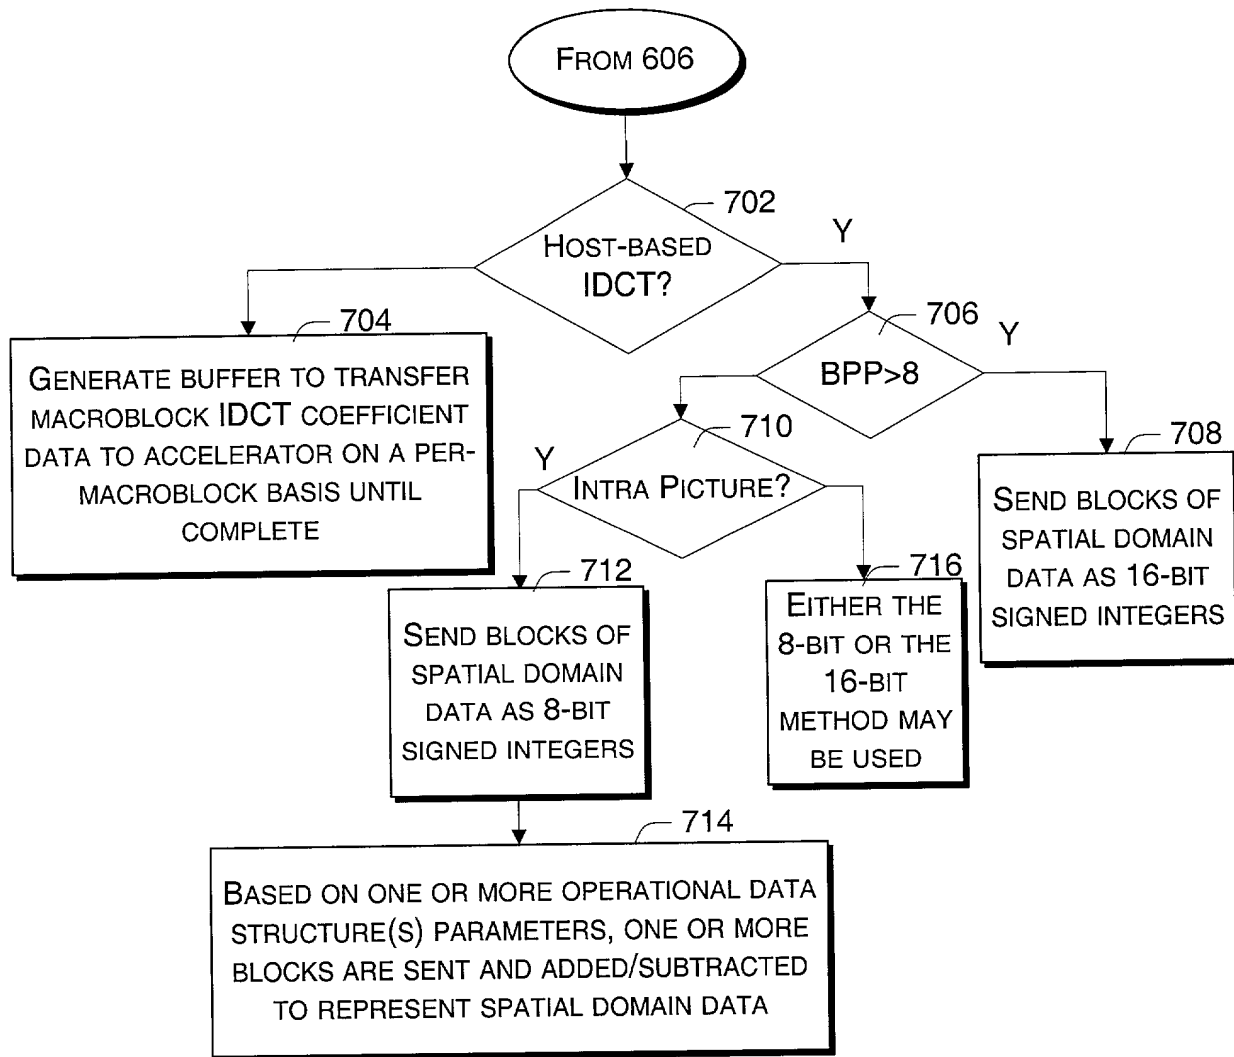 FROM 606
702
Y
HOST-BASED
IDCT?
704
706
Y
GENERATE BUFFER TO TRANSFER
MACROBLOCK IDCT COEFFICIENT
DATA TO ACCELERATOR ON A PER-
MACROBLOCK BASIS UNTIL
COMPLETE
BPP>8
710
Y
INTRA PICTURE?
708
SEND BLOCKS OF
SPATIAL DOMAIN
DATA AS 16-BIT
SIGNED INTEGERS
712
SEND BLOCKS OF
SPATIAL DOMAIN
DATA AS 8-BIT
SIGNED INTEGERS
716
EITHER THE
8-BIT OR THE
16-BIT
METHOD MAY
BE USED
714
BASED ON ONE OR MORE OPERATIONAL DATA
STRUCTURE(S) PARAMETERS, ONE OR MORE
BLOCKS ARE SENT AND ADDED/SUBTRACTED
TO REPRESENT SPATIAL DOMAIN DATA